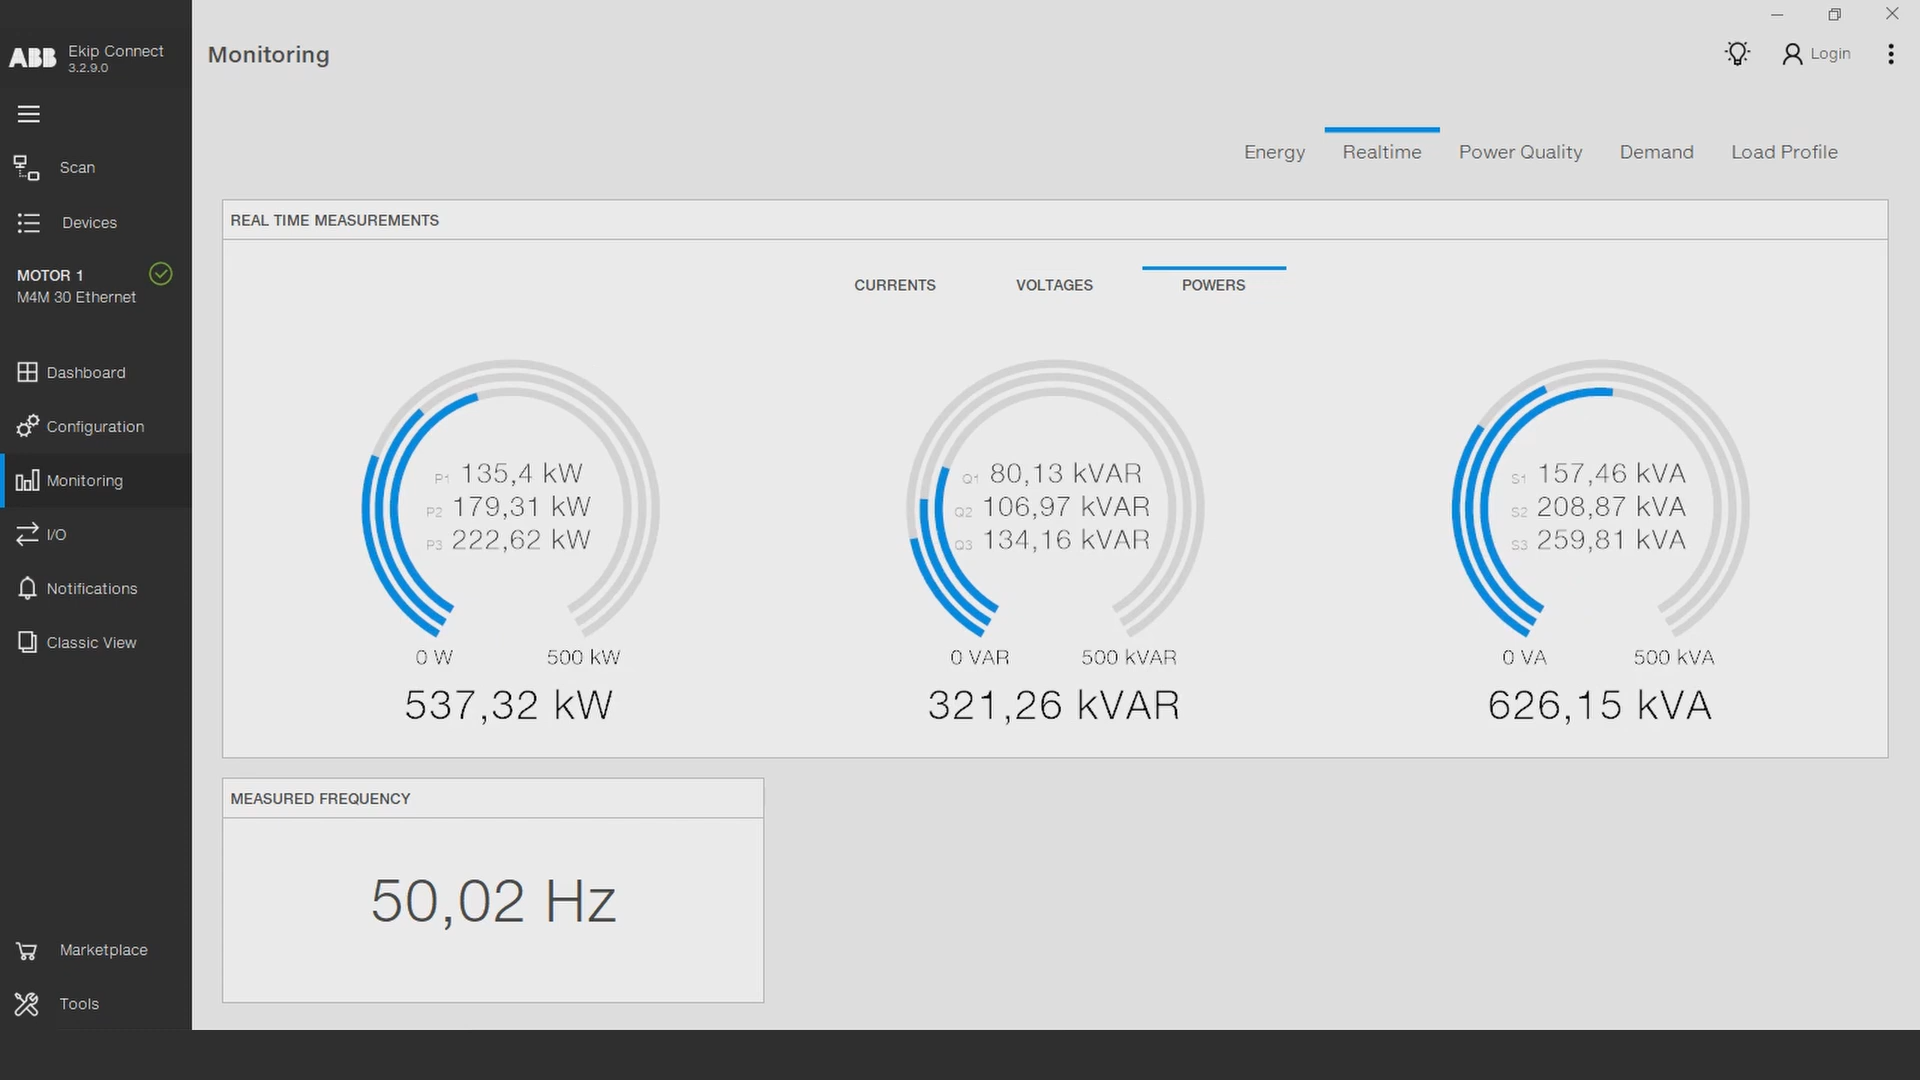 ABB
Ekip Connect
3.2.9.0
Monitoring
Login
Scan
Devices
MOTOR 1
M4M 30 Ethernet
Dashboard
Configuration
Monitoring
I/O
Notifications
Classic View
Marketplace
Tools
Energy Realtime Power Quality Demand Load Profile
REAL TIME MEASUREMENTS
CURRENTS VOLTAGES POWERS
P1 135,4 kW
P2 179,31 kW
P3 222,62 kW
0 W 500 kW
537,32 kW
Q1 80,13 kVAR
Q2 106,97 kVAR
Q3 134,16 kVAR
0 VAR 500 kVAR
321,26 kVAR
S1 157,46 kVA
S2 208,87 kVA
S3 259,81 kVA
0 VA 500 kVA
626,15 kVA
MEASURED FREQUENCY
50,02 Hz